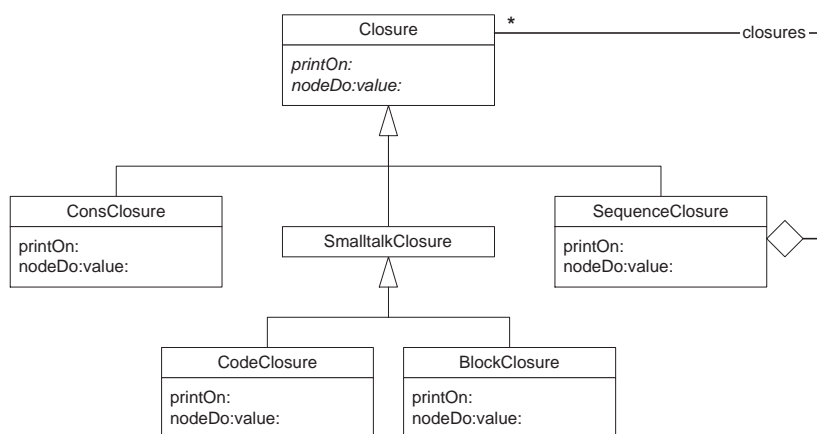 Closure
*
closures
printOn:
nodeDo:value:
ConsClosure
printOn:
nodeDo:value:
SmalltalkClosure
SequenceClosure
printOn:
nodeDo:value:
CodeClosure
printOn:
nodeDo:value:
BlockClosure
printOn:
nodeDo:value: